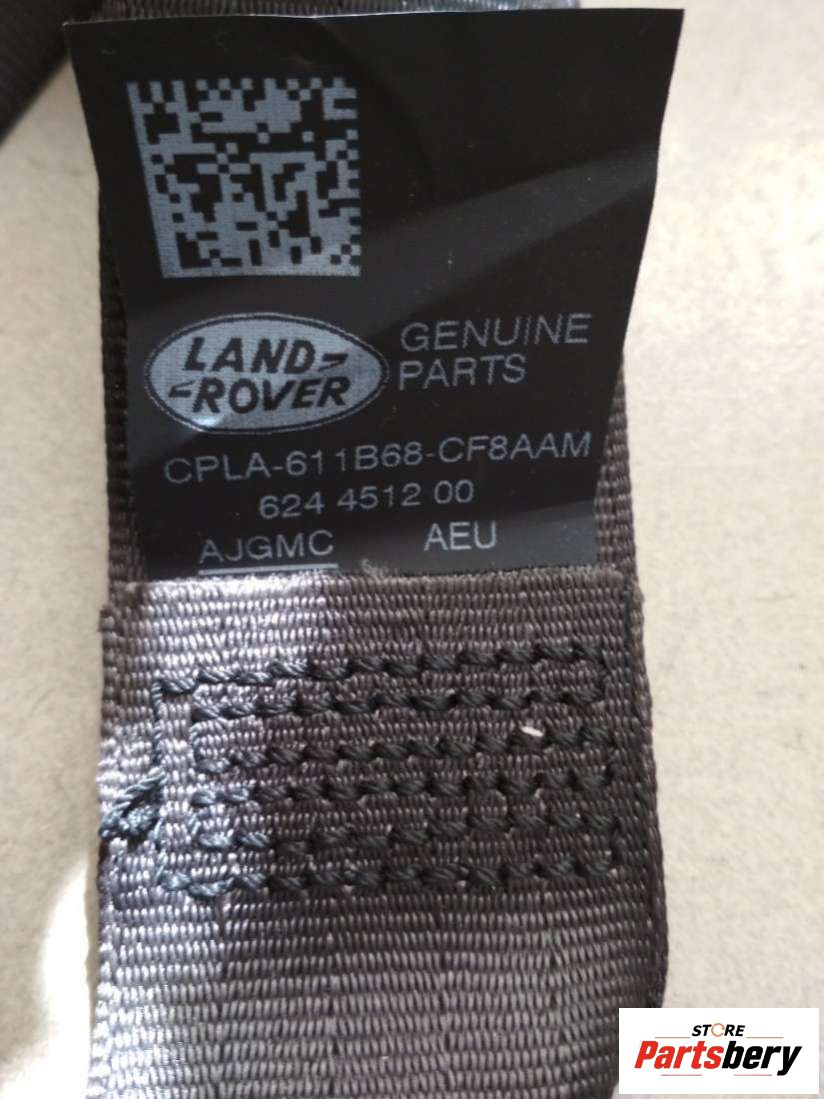 LAND
ROVER
GENUINE
PARTS
CPLA-611B68-CF8AAM
624 4512 00
AJGMC AEU
STORE
Partsbery